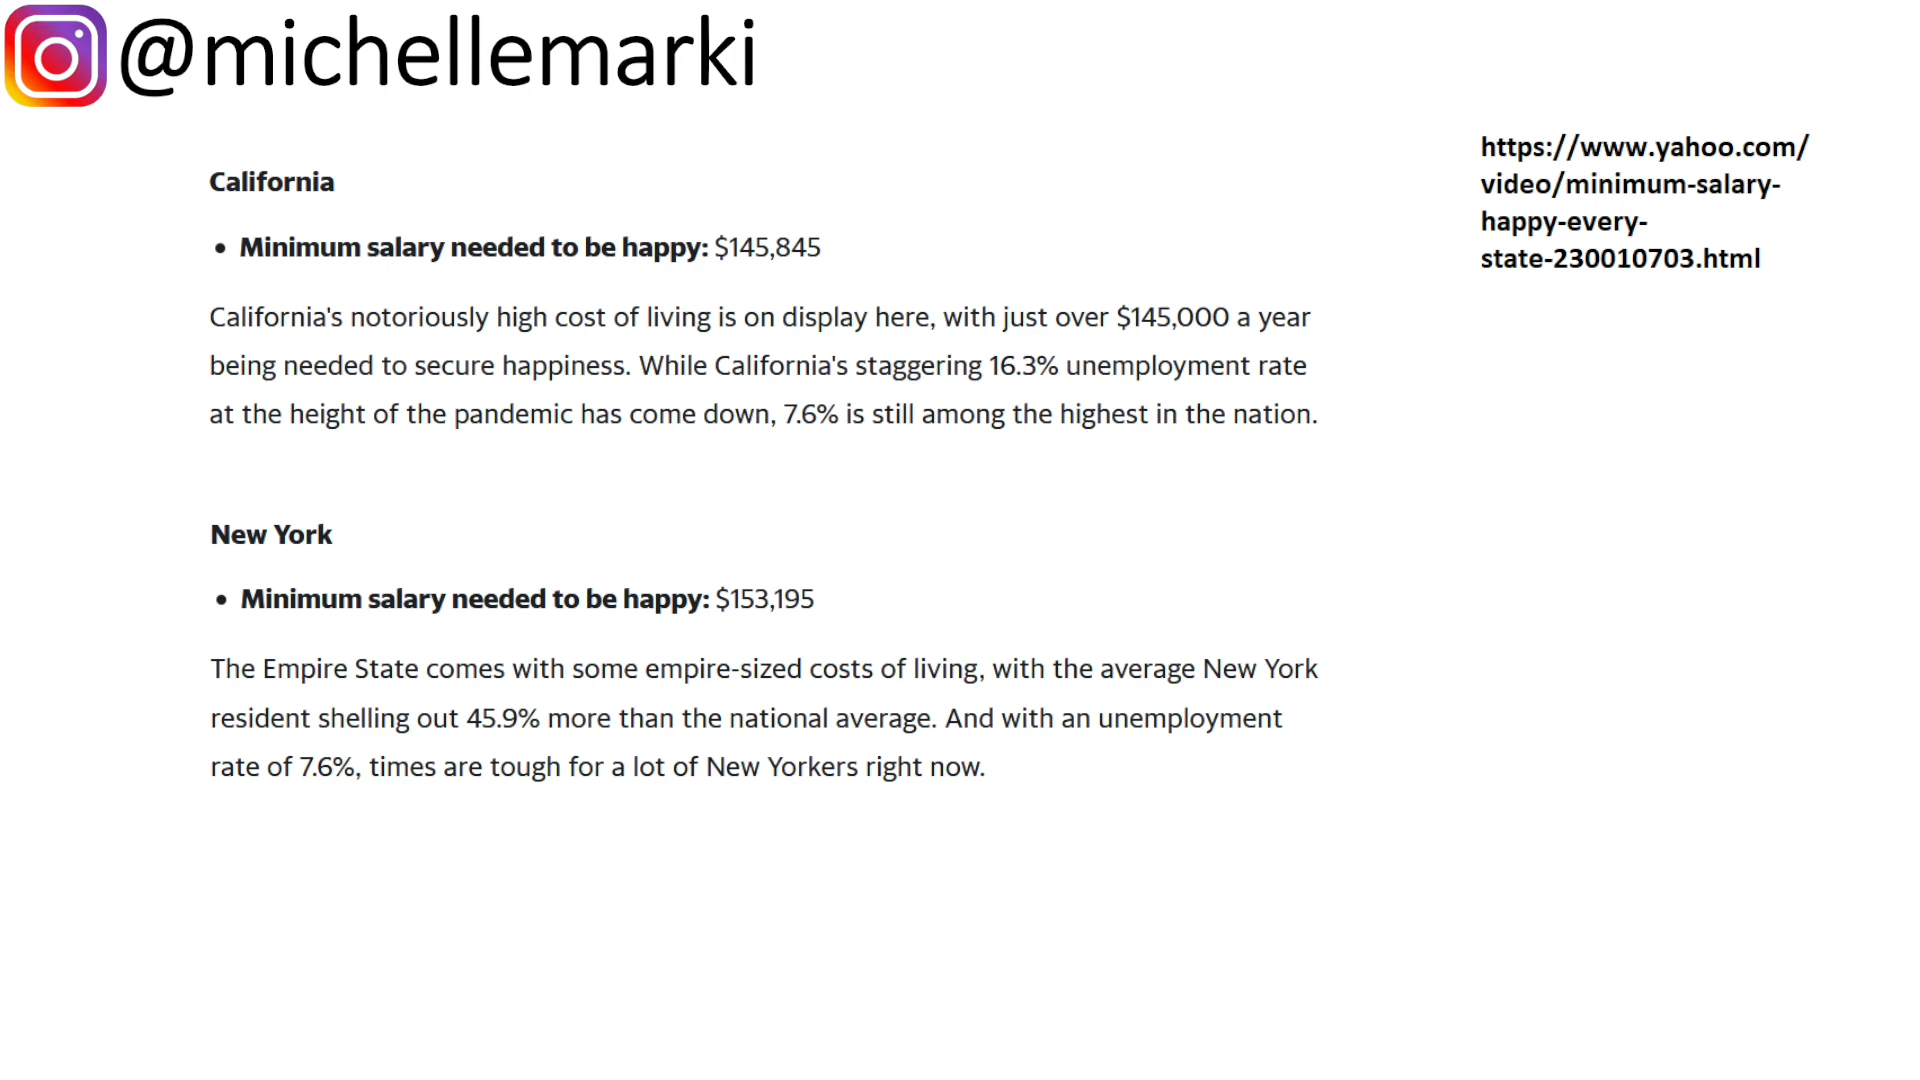 @michellemarki
https://www.yahoo.com/
video/minimum-salary-
happy-every-
state-230010703.html
California
• Minimum salary needed to be happy: $145,845
California's notoriously high cost of living is on display here, with just over $145,000 a year
being needed to secure happiness. While California's staggering 16.3% unemployment rate
at the height of the pandemic has come down, 7.6% is still among the highest in the nation.
New York
• Minimum salary needed to be happy: $153,195
The Empire State comes with some empire-sized costs of living, with the average New York
resident shelling out 45.9% more than the national average. And with an unemployment
rate of 7.6%, times are tough for a lot of New Yorkers right now.